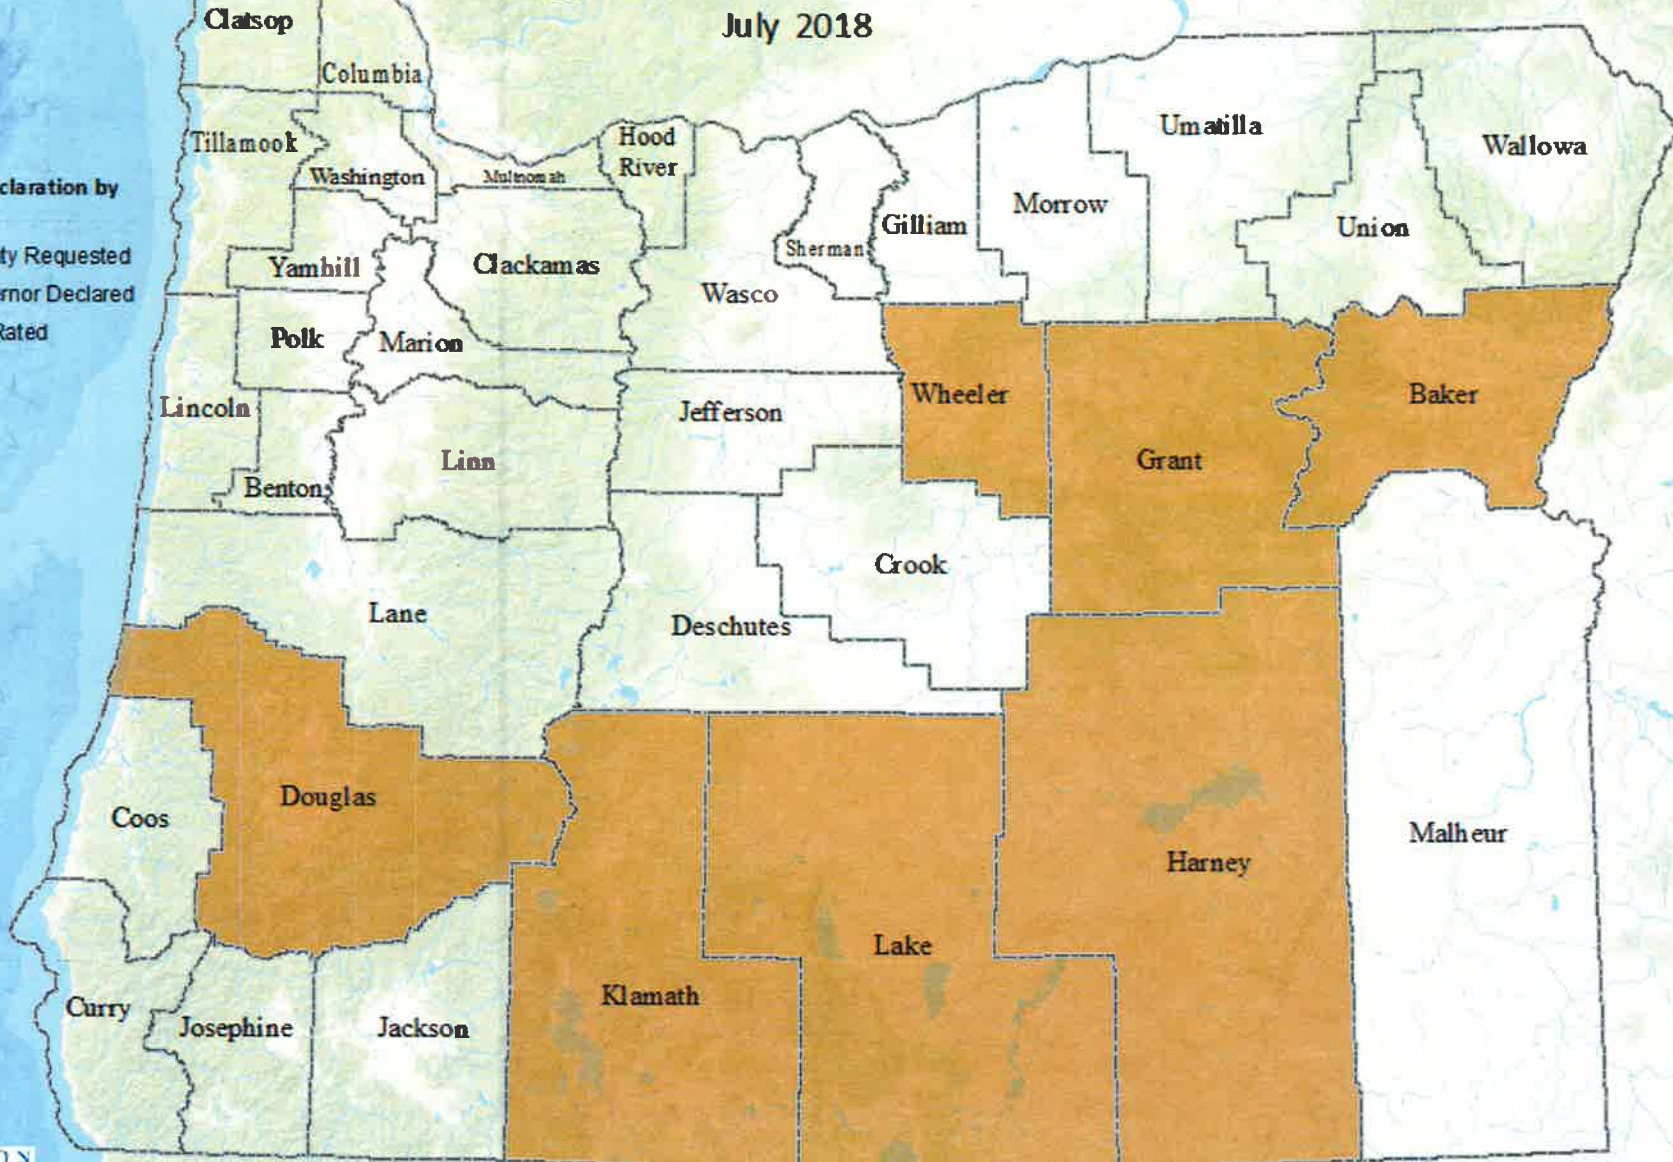 July 2018
Clatsop
Columbia
Tillamook
Washington
Multnomah
Hood
River
Umatilla
Wallowa
claration by
Yamhill
Clackamas
Sherman
Gilliam
Morrow
Union
ty Requested
rnor Declared
Rated
Polk
Marion
Wasco
Lincoln
Linn
Benton
Jefferson
Wheeler
Grant
Baker
Lane
Deschutes
Crook
Coos
Douglas
Klamath
Lake
Harney
Malheur
Curry
Josephine
Jackson